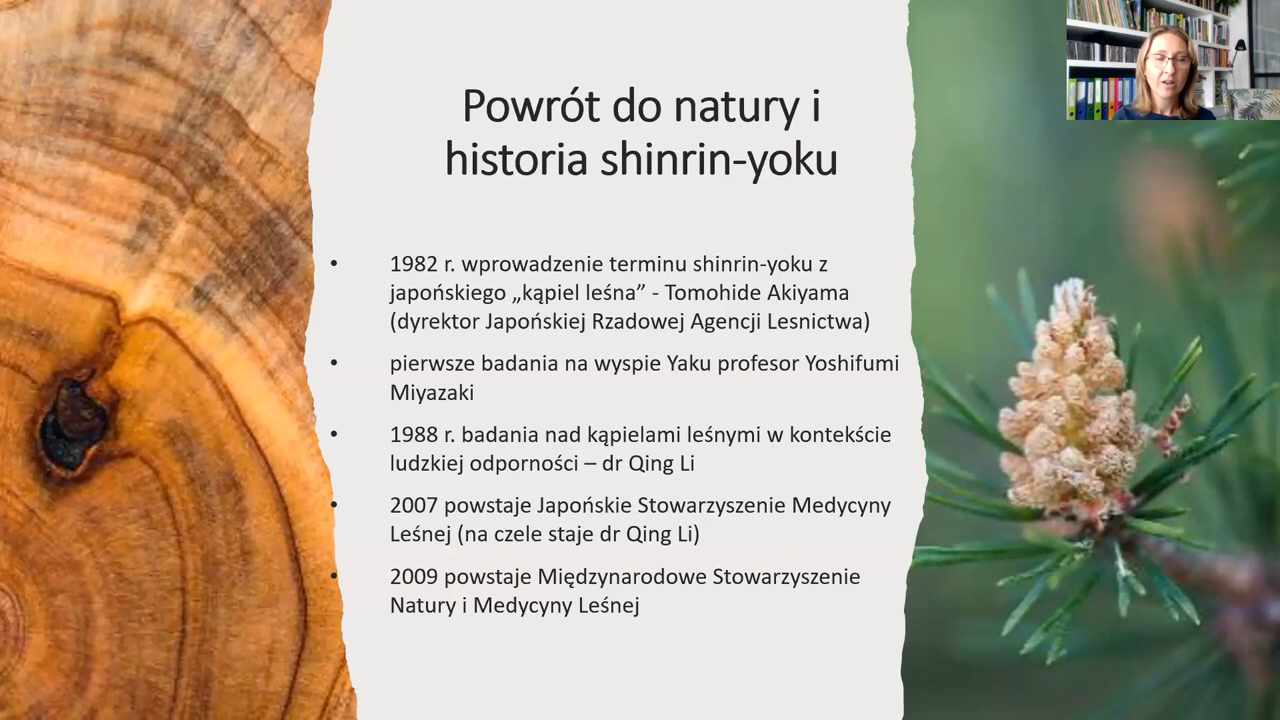 Powrót do natury i
historia shinrin-yoku
• 1982 r. wprowadzenie terminu shinrin-yoku z
japońskiego „kąpiel leśna” - Tomohide Akiyama
(dyrektor Japońskiej Rzadowej Agencji Lesnictwa)
• pierwsze badania na wyspie Yaku profesor Yoshifumi
Miyazaki
• 1988 r. badania nad kąpielami leśnymi w kontekście
ludzkiej odporności – dr Qing Li
• 2007 powstaje Japońskie Stowarzyszenie Medycyny
Leśnej (na czele staje dr Qing Li)
• 2009 powstaje Międzynarodowe Stowarzyszenie
Natury i Medycyny Leśnej